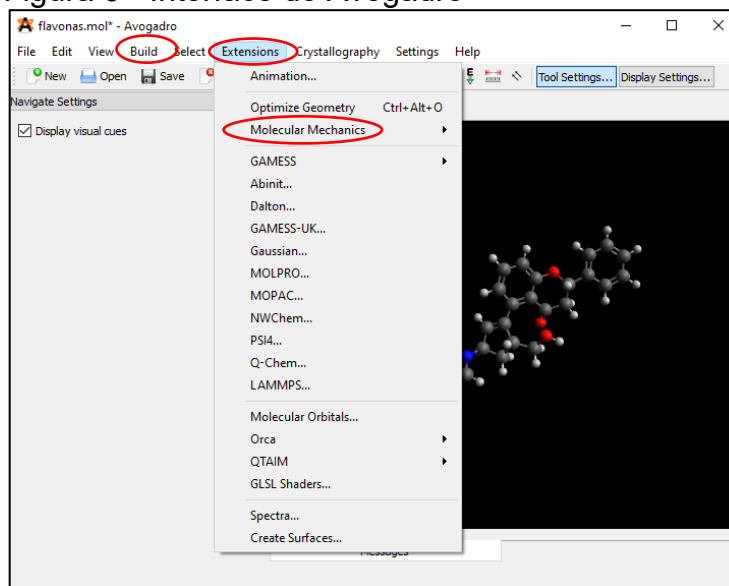 flavonas.mol* - Avogadro
File Edit View Build Select Extensions Crystallography Settings Help
New Open Save Tool Settings... Display Settings...
Navigate Settings
Display visual cues
Animation...
Optimize Geometry Ctrl+Alt+O
Molecular Mechanics
GAMESS
Abinit...
Dalton...
GAMESS-UK...
Gaussian...
MOLPRO...
MOPAC...
NWChem...
PSI4...
Q-Chem...
LAMMPS...
Molecular Orbitals...
Orca
QTAIM
GLSL Shaders...
Spectra...
Create Surfaces...